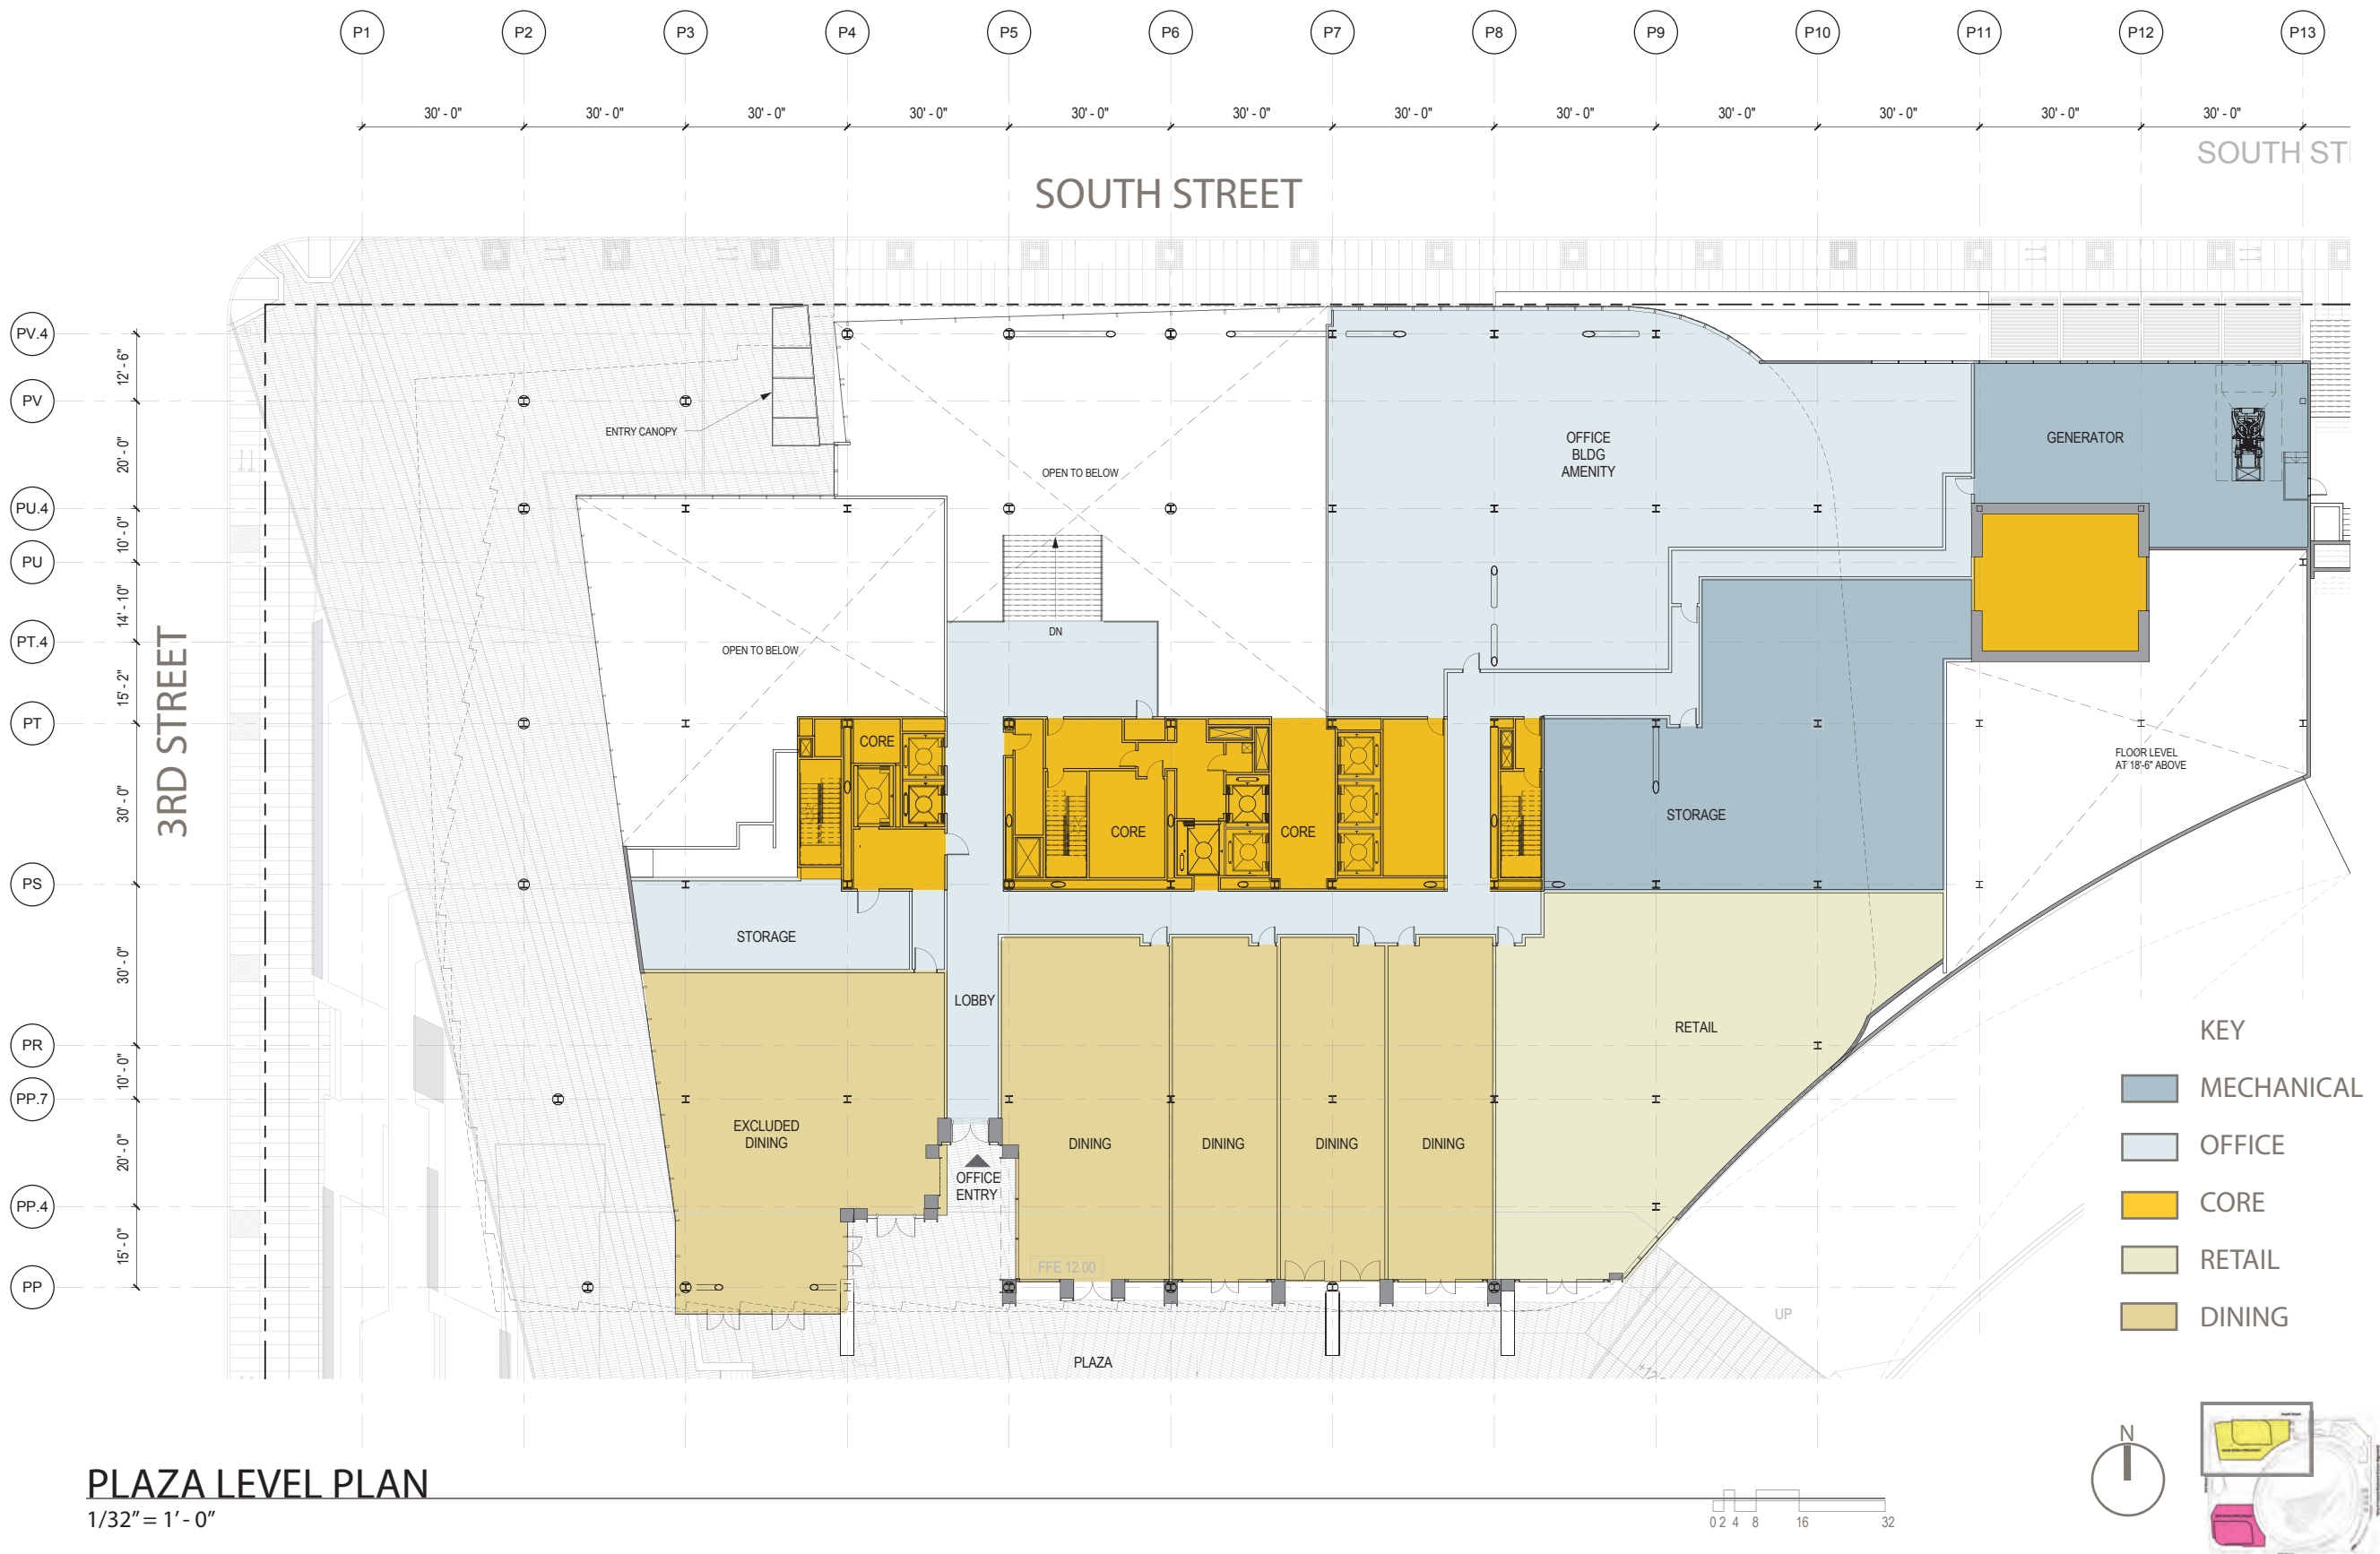 P1 P2 P3 P4 P5 P6 P7 P8 P9 P10 P11 P12 P13
30' - 0" 30' - 0" 30' - 0" 30' - 0" 30' - 0" 30' - 0" 30' - 0" 30' - 0" 30' - 0" 30' - 0" 30' - 0" 30' - 0"
SOUTH ST
SOUTH STREET
PV.4
12' - 6"
PV
20' - 0"
PU.4
10' - 0"
PU
14' - 10"
PT.4
15' - 2"
PT
30' - 0"
PS
30' - 0"
PR
10' - 0"
PP.7
20' - 0"
PP.4
15' - 0"
PP
3RD STREET
ENTRY CANOPY
OPEN TO BELOW
OFFICE
BLDG
AMENITY
GENERATOR
OPEN TO BELOW
DN
CORE
CORE
CORE
STORAGE
FLOOR LEVEL
AT 18'-6" ABOVE
STORAGE
LOBBY
RETAIL
EXCLUDED
DINING
DINING
DINING
DINING
DINING
OFFICE
ENTRY
FFE 12.00
UP
PLAZA
KEY
MECHANICAL
OFFICE
CORE
RETAIL
DINING
PLAZA LEVEL PLAN
1/32" = 1' - 0"
0 2 4 8 16 32
N